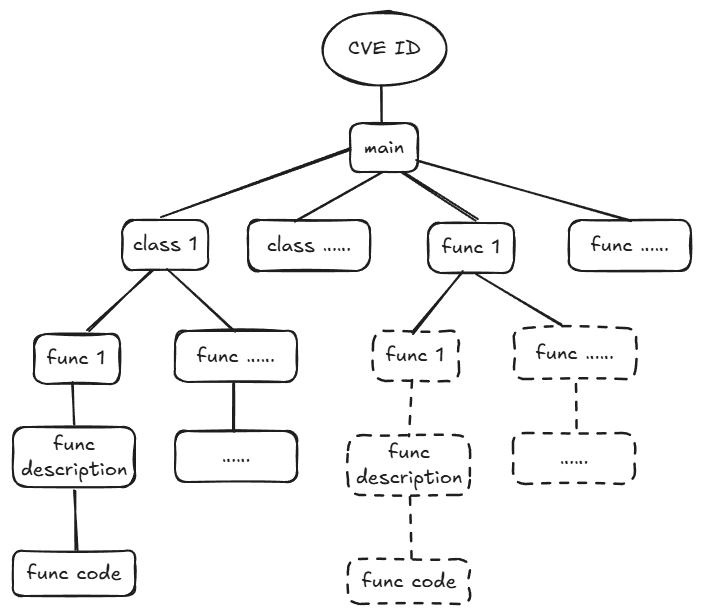 CVE ID
main
class 1
class ......
func 1
func ......
func 1
func ......
func 1
func ......
func
description
......
func
description
......
func code
func code